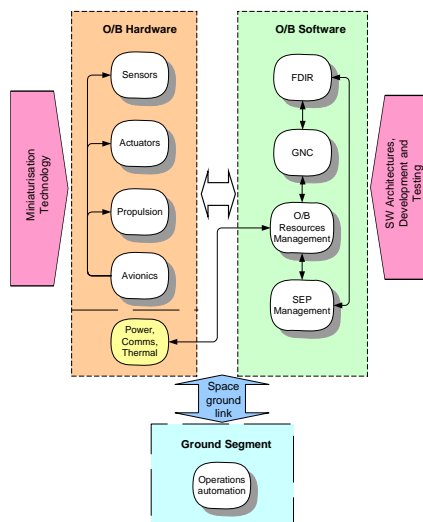 O/B Hardware
Sensors
Actuators
Propulsion
Avionics
Power,
Comms,
Thermal
O/B Software
FDIR
GNC
O/B
Resources
Management
SEP
Management
Miniaturisation
Technology
SW Architectures,
Development and
Testing
Space
ground
link
Ground Segment
Operations
automation